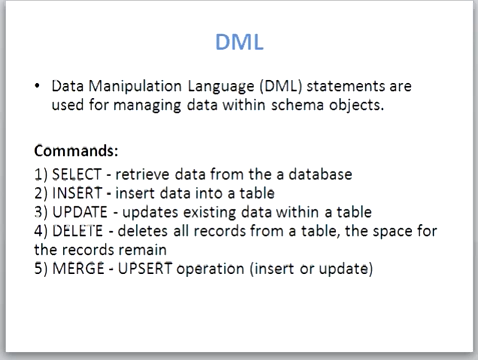 DML
• Data Manipulation Language (DML) statements are
used for managing data within schema objects.
Commands:
1) SELECT - retrieve data from the a database
2) INSERT - insert data into a table
3) UPDATE - updates existing data within a table
4) DELETE - deletes all records from a table, the space for
the records remain
5) MERGE - UPSERT operation (insert or update)